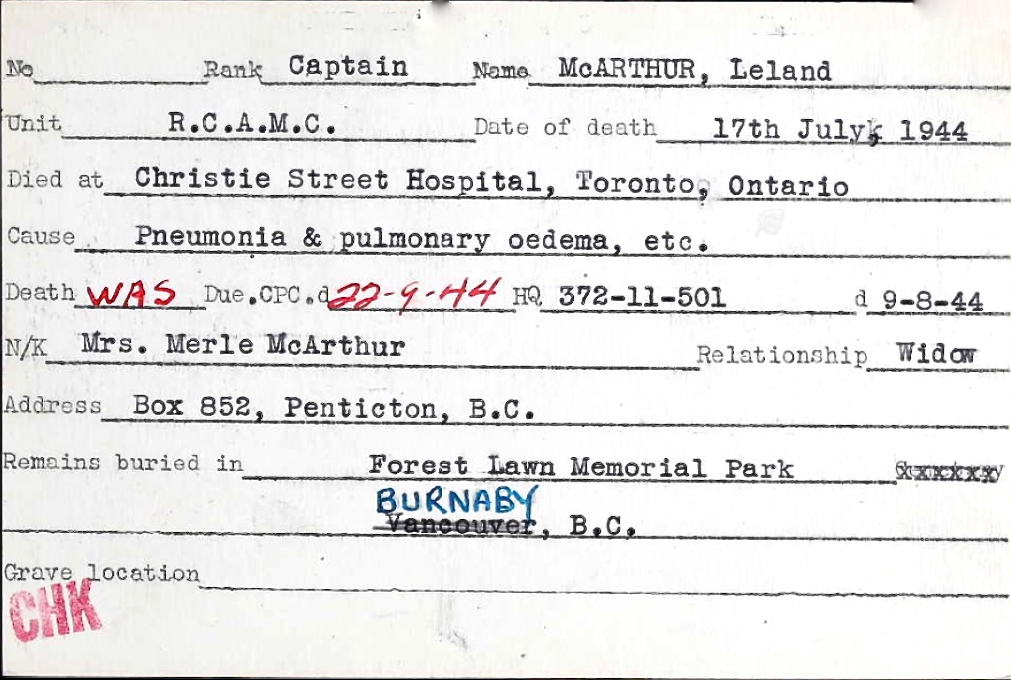 No Rank Captain Name McARTHUR, Leland
Unit R.C.A.M.C. Date of death 17th July, 1944
Died at Christie Street Hospital, Toronto, Ontario
Cause Pneumonia & pulmonary oedema, etc.
Death WAS Due.CPC.d 22-9-44 HQ 372-11-501 d 9-8-44
N/K Mrs. Merle McArthur Relationship Widow
Address Box 852, Penticton, B.C.
Remains buried in Forest Lawn Memorial Park
BURNABY
Vancouver, B.C.
Grave location
CHK